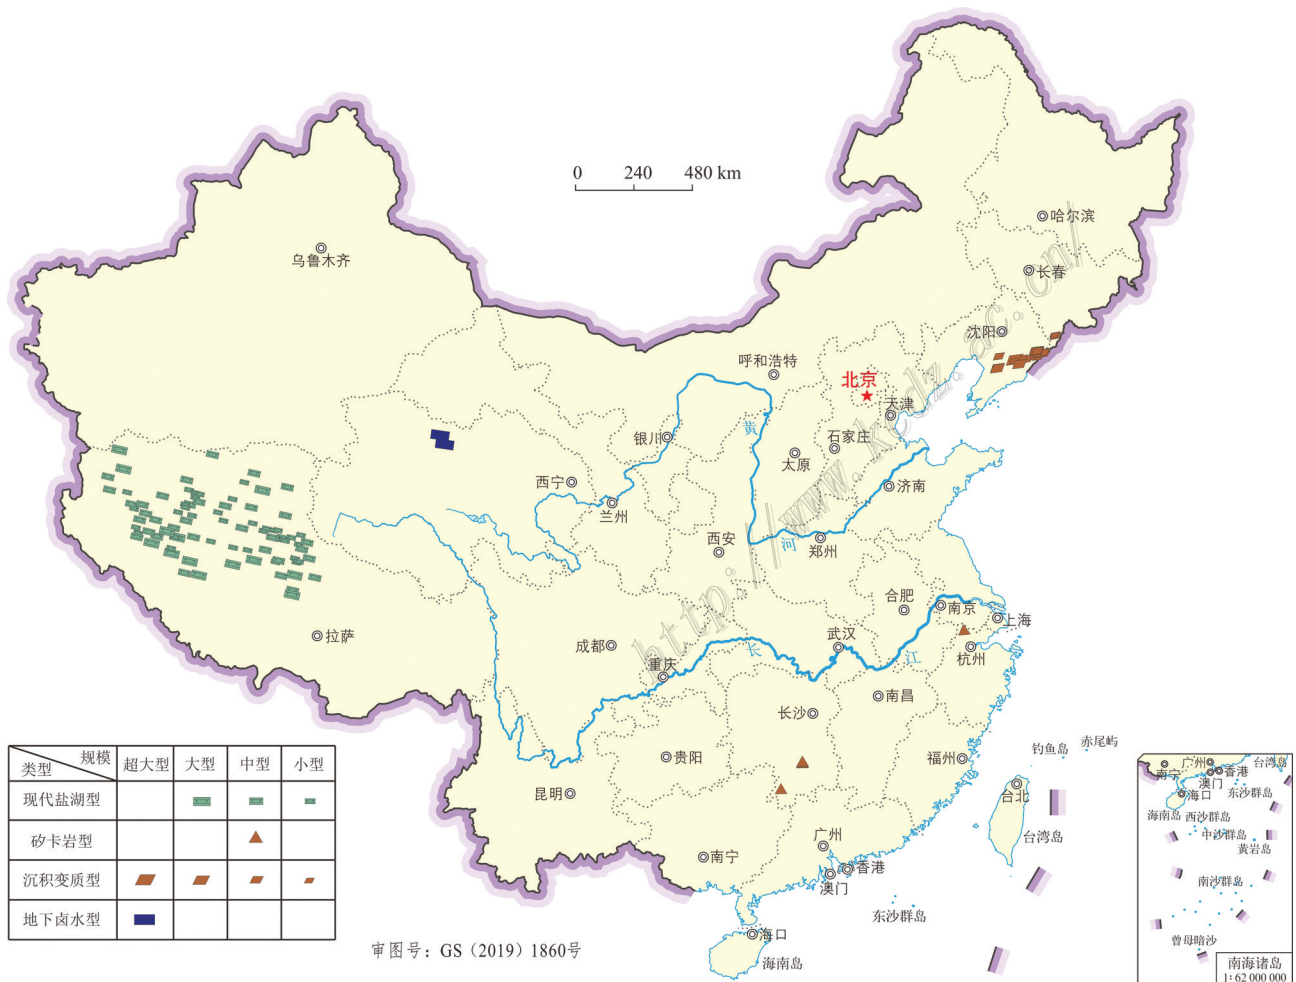 0 240 480 km
哈尔滨
乌鲁木齐
长春
沈阳
呼和浩特
北京
天津
黄
银川
石家庄
太原
西宁
济南
兰州
西安
河
郑州
合肥
南京
上海
拉萨
成都
武汉
长
江
杭州
重庆
南昌
长沙
贵阳
福州
钓鱼岛
赤尾屿
昆明
台北
台湾岛
广州
南宁
香港
澳门
东沙群岛
海口
海南岛
http://www.kcdz.ac.cn/
规模
类型
超大型 大型 中型 小型
现代盐湖型
矽卡岩型
沉积变质型
地下卤水型
审图号：GS（2019）1860号
广州
台湾岛
南宁
香港
澳门
东沙群岛
海口
海南岛
西沙群岛
中沙群岛
黄岩岛
南沙群岛
曾母暗沙
南海诸岛
1: 62 000 000